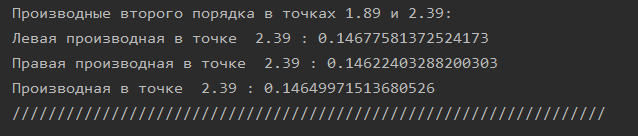 Производные второго порядка в точках 1.89 и 2.39:
Левая производная в точке  2.39 : 0.14677581372524173
Правая производная в точке  2.39 : 0.14622403288200303
Производная в точке  2.39 : 0.14649971513680526
//////////////////////////////////////////////////////////////////